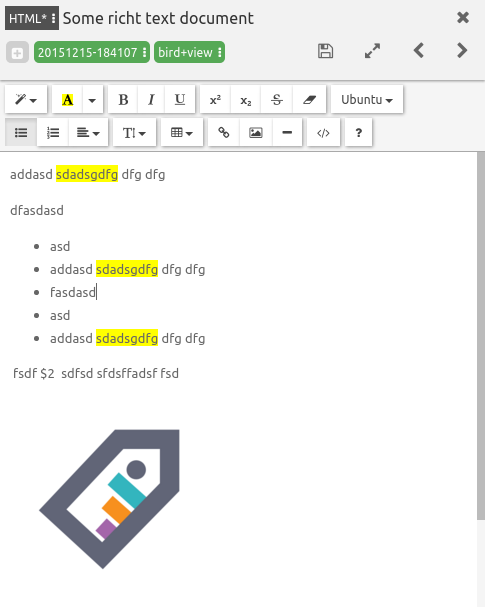 HTML* Some richt text document
20151215-184107 bird+view
A B I U x² x₂ S Ubuntu
T! </> ?
addasd sdadsgdfg dfg dfg
dfasdasd
asd
addasd sdadsgdfg dfg dfg
fasdasd
asd
addasd sdadsgdfg dfg dfg
fsdf $2 sdfsd sfdsffadsf fsd